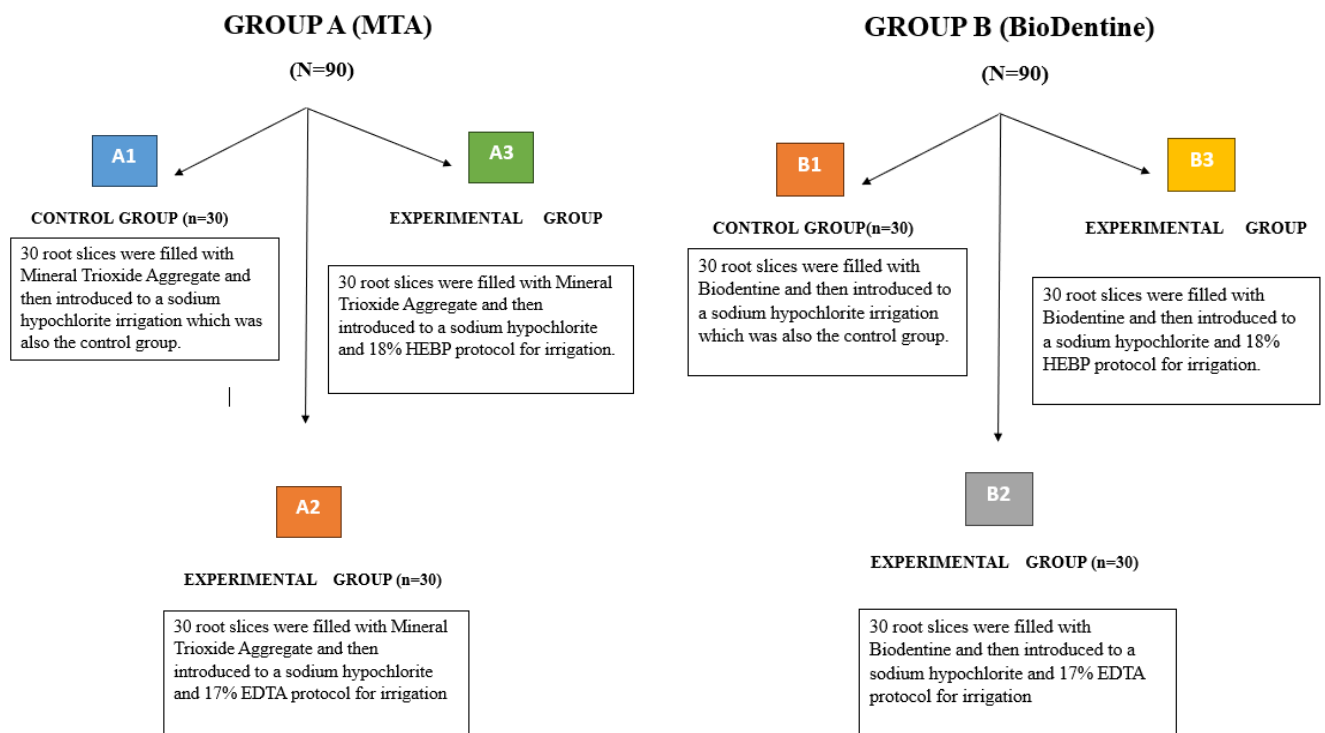 GROUP A (MTA)
(N=90)
A1
A3
CONTROL GROUP (n=30)
EXPERIMENTAL GROUP
30 root slices were filled with
Mineral Trioxide Aggregate and
then introduced to a sodium
hypochlorite irrigation which was
also the control group.
30 root slices were filled with Mineral
Trioxide Aggregate and then
introduced to a sodium hypochlorite
and 18% HEBP protocol for irrigation.
A2
EXPERIMENTAL GROUP (n=30)
30 root slices were filled with Mineral
Trioxide Aggregate and then
introduced to a sodium hypochlorite
and 17% EDTA protocol for irrigation
GROUP B (BioDentine)
(N=90)
B1
B3
CONTROL GROUP(n=30)
EXPERIMENTAL GROUP
30 root slices were filled with
Biodentine and then introduced to
a sodium hypochlorite irrigation
which was also the control group.
30 root slices were filled with
Biodentine and then introduced to
a sodium hypochlorite and 18%
HEBP protocol for irrigation.
B2
EXPERIMENTAL GROUP (n=30)
30 root slices were filled with
Biodentine and then introduced to a
sodium hypochlorite and 17% EDTA
protocol for irrigation